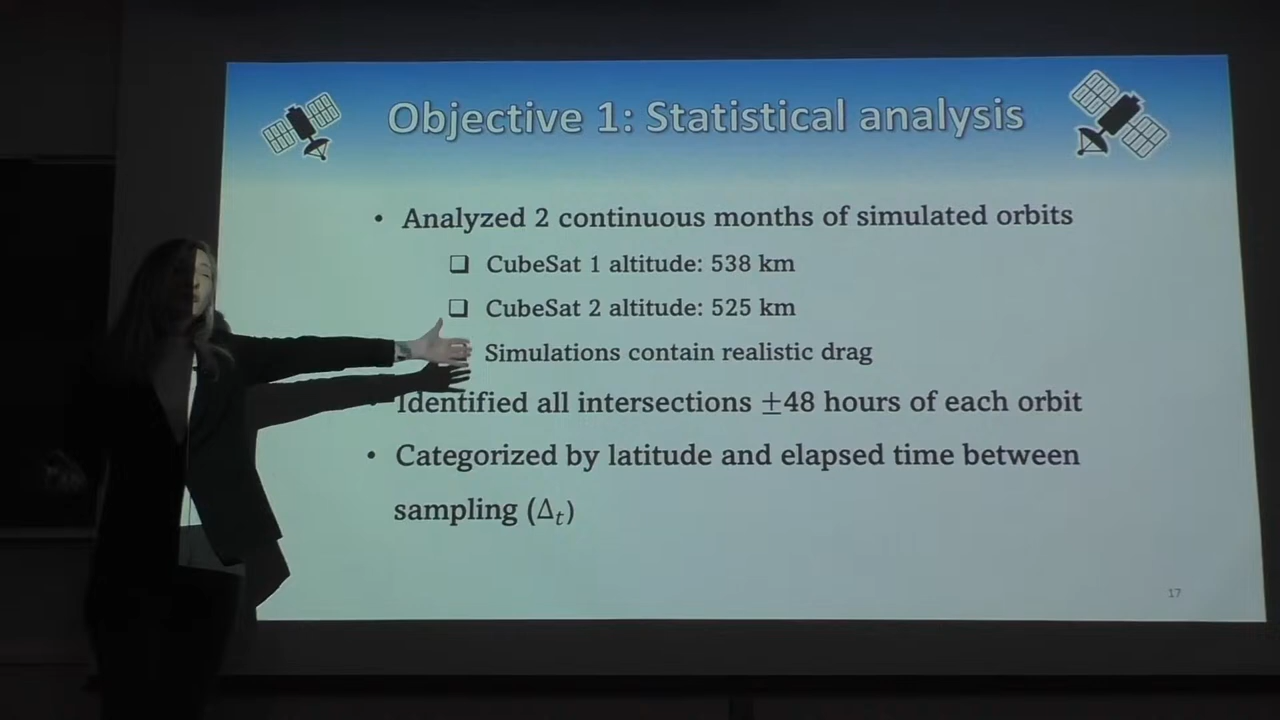 Objective 1: Statistical analysis
• Analyzed 2 continuous months of simulated orbits
❑ CubeSat 1 altitude: 538 km
❑ CubeSat 2 altitude: 525 km
Simulations contain realistic drag
• Identified all intersections ±48 hours of each orbit
• Categorized by latitude and elapsed time between
sampling (Δt)
17